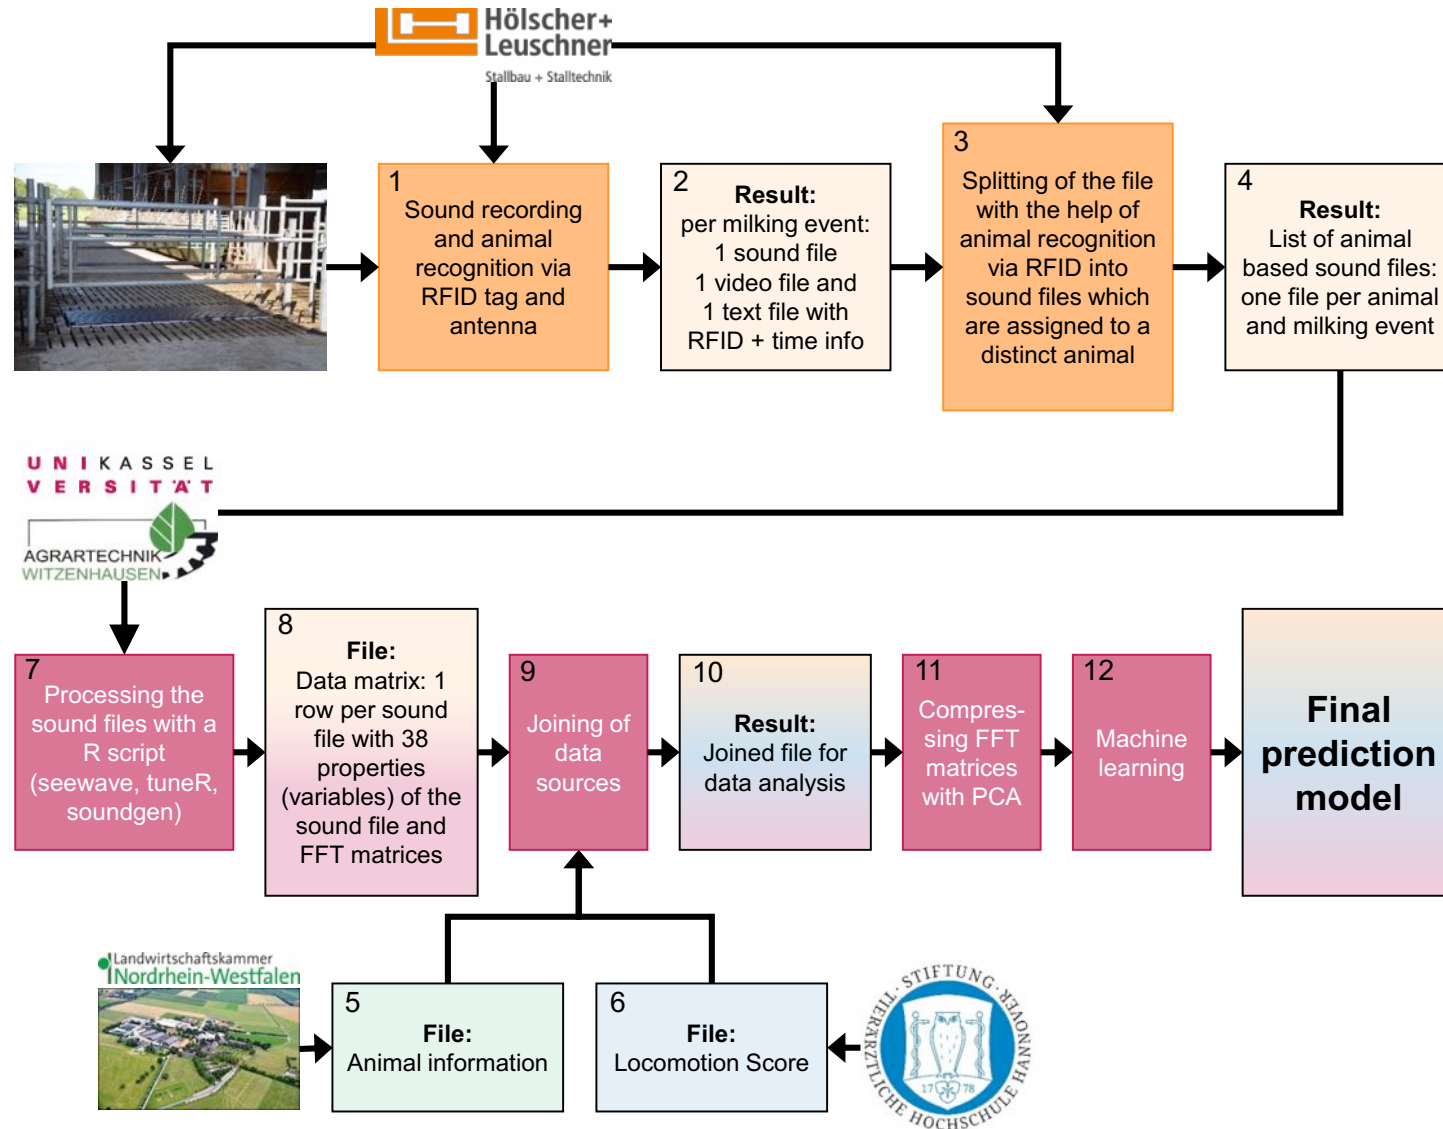 Hölscher+
Leuschner
Stallbau + Stalltechnik
1
Sound recording
and animal
recognition via
RFID tag and
antenna
2
Result:
per milking event:
1 sound file
1 video file and
1 text file with
RFID + time info
3
Splitting of the file
with the help of
animal recognition
via RFID into
sound files which
are assigned to a
distinct animal
4
Result:
List of animal
based sound files:
one file per animal
and milking event
UNIKASSEL
VERSITÄT
AGRARTECHNIK
WITZENHAUSEN
7
Processing the
sound files with a
R script
(seewave, tuneR,
soundgen)
8
File:
Data matrix: 1
row per sound
file with 38
properties
(variables) of the
sound file and
FFT matrices
9
Joining of
data
sources
10
Result:
Joined file for
data analysis
11
Compres-
sing FFT
matrices
with PCA
12
Machine
learning
Final
prediction
model
Landwirtschaftskammer
Nordrhein-Westfalen
5
File:
Animal information
6
File:
Locomotion Score
STIFTUNG · TIERÄRZTLICHE HOCHSCHULE HANNOVER ·
17 78